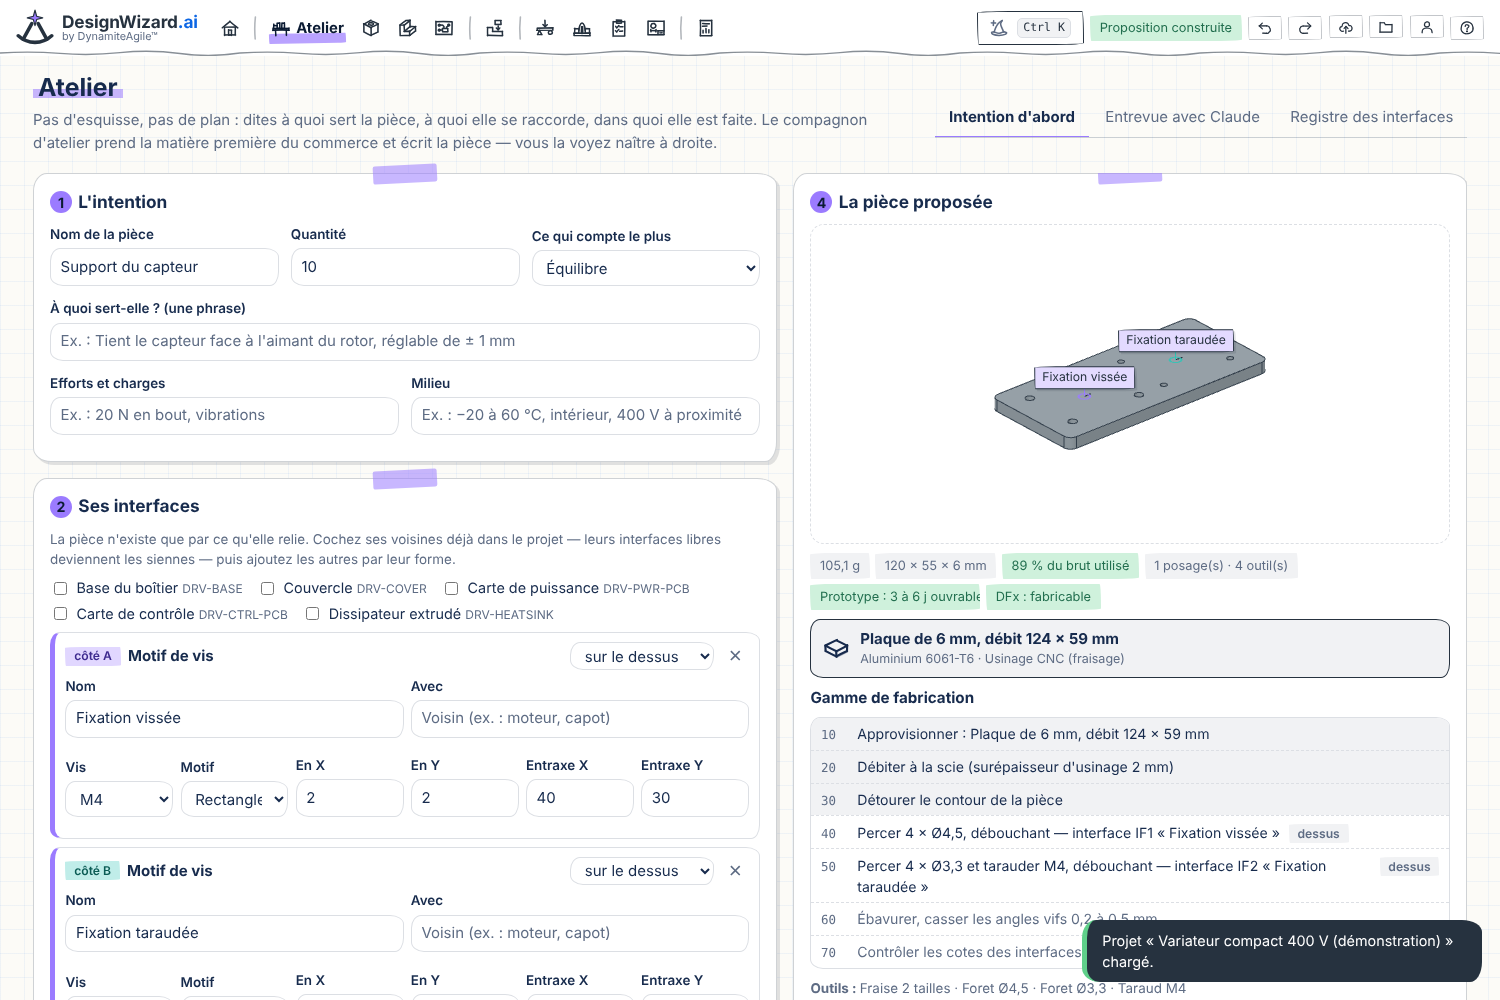 DesignWizard.ai
by DynamiteAgile™
Atelier
Ctrl K
Proposition construite
Atelier
Pas d'esquisse, pas de plan : dites à quoi sert la pièce, à quoi elle se raccorde, dans quoi elle est faite. Le compagnon
d'atelier prend la matière première du commerce et écrit la pièce — vous la voyez naître à droite.
Intention d'abord
Entrevue avec Claude
Registre des interfaces
1 L'intention
Nom de la pièce
Quantité
Ce qui compte le plus
Support du capteur
10
Équilibre
À quoi sert-elle ? (une phrase)
Ex. : Tient le capteur face à l'aimant du rotor, réglable de ± 1 mm
Efforts et charges
Milieu
Ex. : 20 N en bout, vibrations
Ex. : −20 à 60 °C, intérieur, 400 V à proximité
2 Ses interfaces
La pièce n'existe que par ce qu'elle relie. Cochez ses voisines déjà dans le projet — leurs interfaces libres
deviennent les siennes — puis ajoutez les autres par leur forme.
Base du boîtier DRV-BASE
Couvercle DRV-COVER
Carte de puissance DRV-PWR-PCB
Carte de contrôle DRV-CTRL-PCB
Dissipateur extrudé DRV-HEATSINK
côté A Motif de vis
sur le dessus
Nom
Avec
Fixation vissée
Voisin (ex. : moteur, capot)
Vis
Motif
En X
En Y
Entraxe X
Entraxe Y
M4
Rectangle
2
2
40
30
côté B Motif de vis
sur le dessus
Nom
Avec
Fixation taraudée
Voisin (ex. : moteur, capot)
Vis
Motif
En X
En Y
Entraxe X
Entraxe Y
4 La pièce proposée
Fixation taraudée
Fixation vissée
105,1 g
120 × 55 × 6 mm
89 % du brut utilisé
1 posage(s) · 4 outil(s)
Prototype : 3 à 6 j ouvrable
DFx : fabricable
Plaque de 6 mm, débit 124 × 59 mm
Aluminium 6061-T6 · Usinage CNC (fraisage)
Gamme de fabrication
10 Approvisionner : Plaque de 6 mm, débit 124 × 59 mm
20 Débiter à la scie (surépaisseur d'usinage 2 mm)
30 Détourer le contour de la pièce
40 Percer 4 × Ø4,5, débouchant — interface IF1 « Fixation vissée » dessus
50 Percer 4 × Ø3,3 et tarauder M4, débouchant — interface IF2 « Fixation
taraudée »
dessus
60 Ébavurer, casser les angles vifs 0,2 à 0,5 mm
70 Contrôler les cotes des interfaces
Projet « Variateur compact 400 V (démonstration) »
chargé.
Outils : Fraise 2 tailles · Foret Ø4,5 · Foret Ø3,3 · Taraud M4